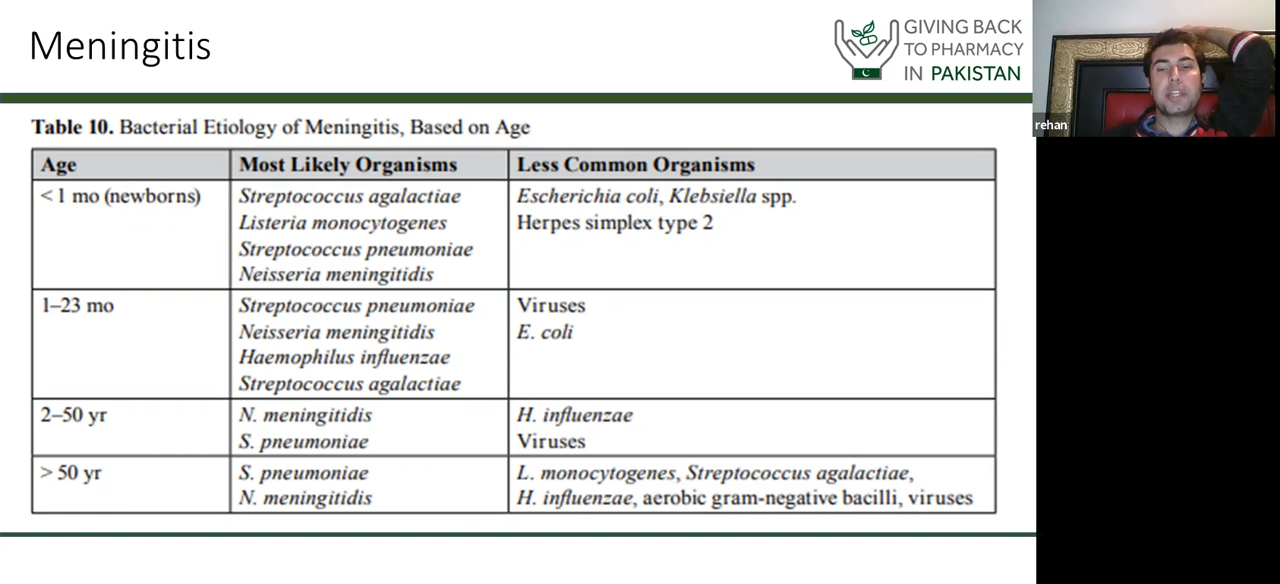 Meningitis
GIVING BACK
TO PHARMACY
IN PAKISTAN
rehan
Table 10. Bacterial Etiology of Meningitis, Based on Age
Age Most Likely Organisms Less Common Organisms
< 1 mo (newborns) Streptococcus agalactiae Escherichia coli, Klebsiella spp.
Listeria monocytogenes Herpes simplex type 2
Streptococcus pneumoniae
Neisseria meningitidis
1–23 mo Streptococcus pneumoniae Viruses
Neisseria meningitidis E. coli
Haemophilus influenzae
Streptococcus agalactiae
2–50 yr N. meningitidis H. influenzae
S. pneumoniae Viruses
> 50 yr S. pneumoniae L. monocytogenes, Streptococcus agalactiae,
N. meningitidis H. influenzae, aerobic gram-negative bacilli, viruses